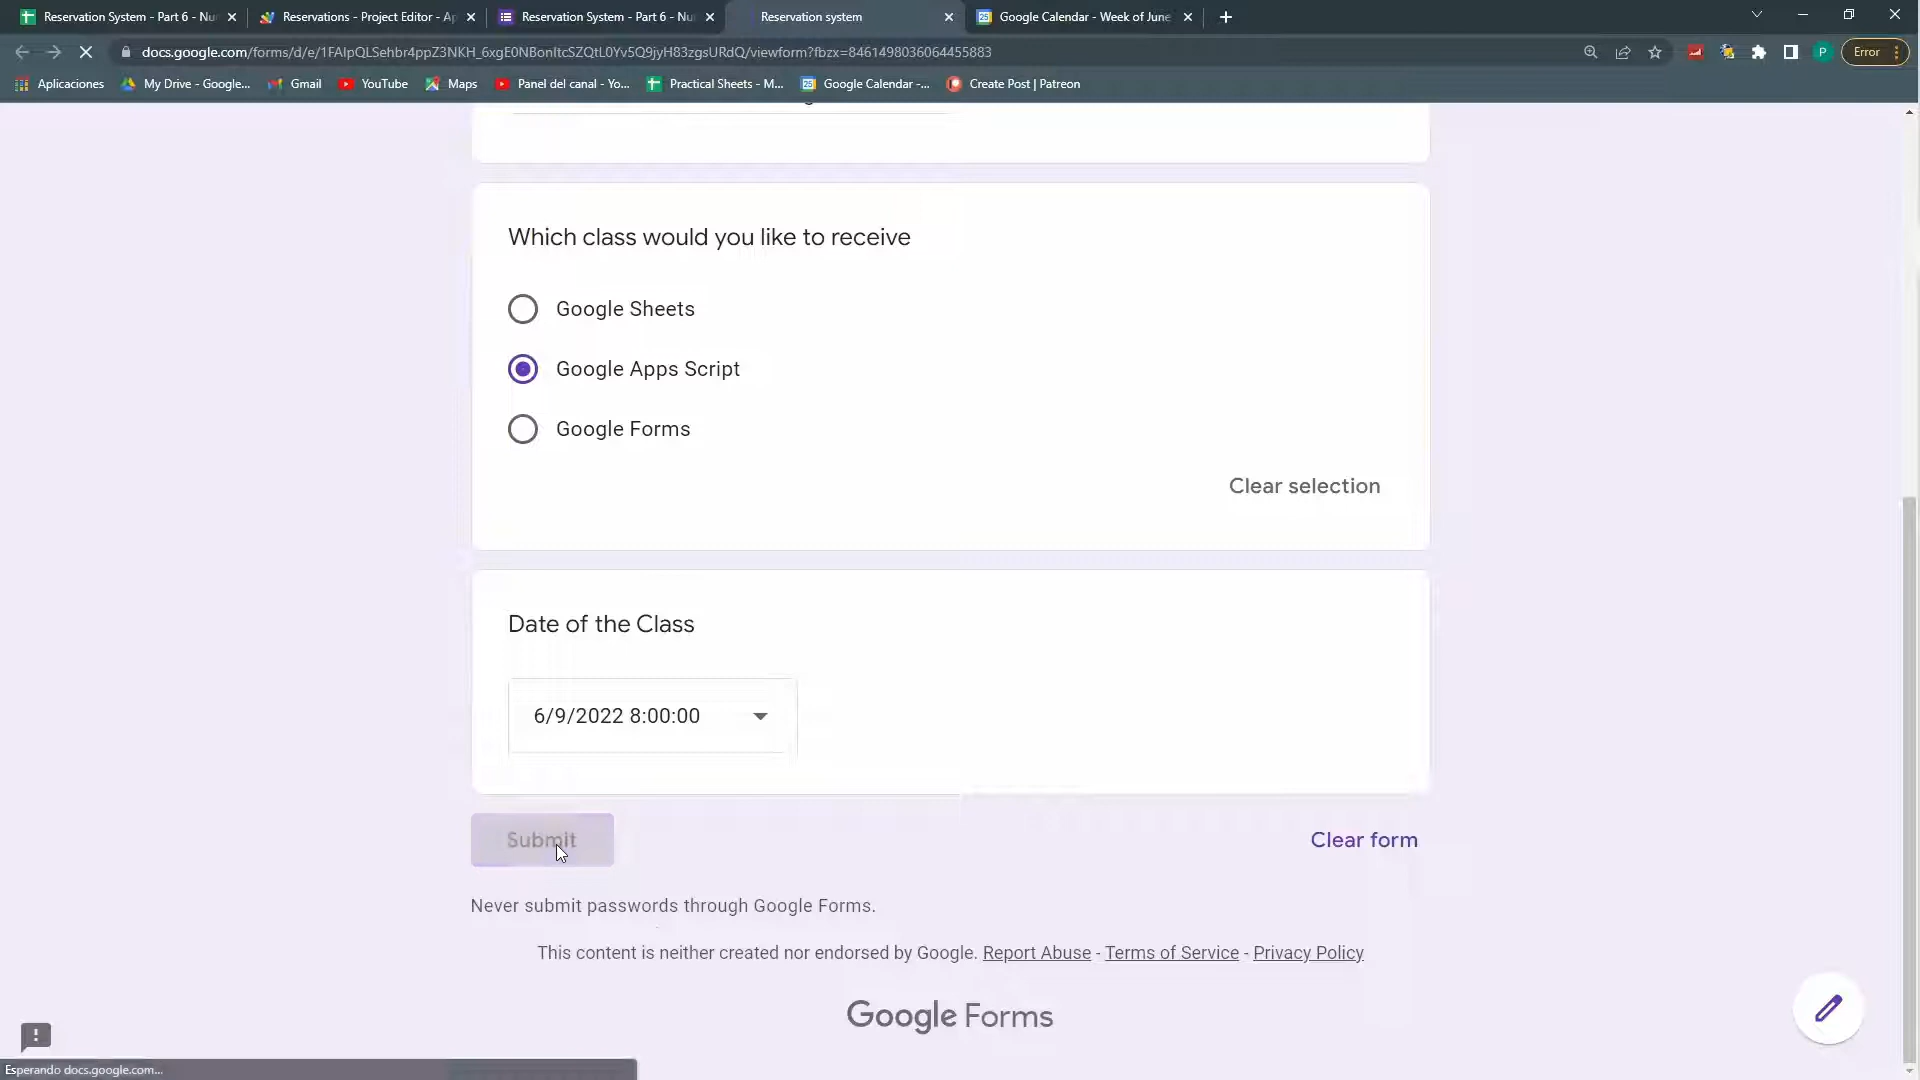 Reservation System - Part 6 - Nu
Reservations - Project Editor - Ap
Reservation System - Part 6 - Nu
Reservation system
Google Calendar - Week of June
docs.google.com/forms/d/e/1FAIpQLSehbr4ppZ3NKH_6xgE0NBonItcSZQtL0Yv5Q9jyH83zgsURdQ/viewform?fbzx=8461498036064455883
P
Error
Aplicaciones
My Drive - Google...
Gmail
YouTube
Maps
Panel del canal - Yo...
Practical Sheets - M...
Google Calendar -...
Create Post | Patreon
Which class would you like to receive
Google Sheets
Google Apps Script
Google Forms
Clear selection
Date of the Class
6/9/2022 8:00:00
Submit
Clear form
Never submit passwords through Google Forms.
This content is neither created nor endorsed by Google. Report Abuse - Terms of Service - Privacy Policy
Google Forms
Esperando docs.google.com...